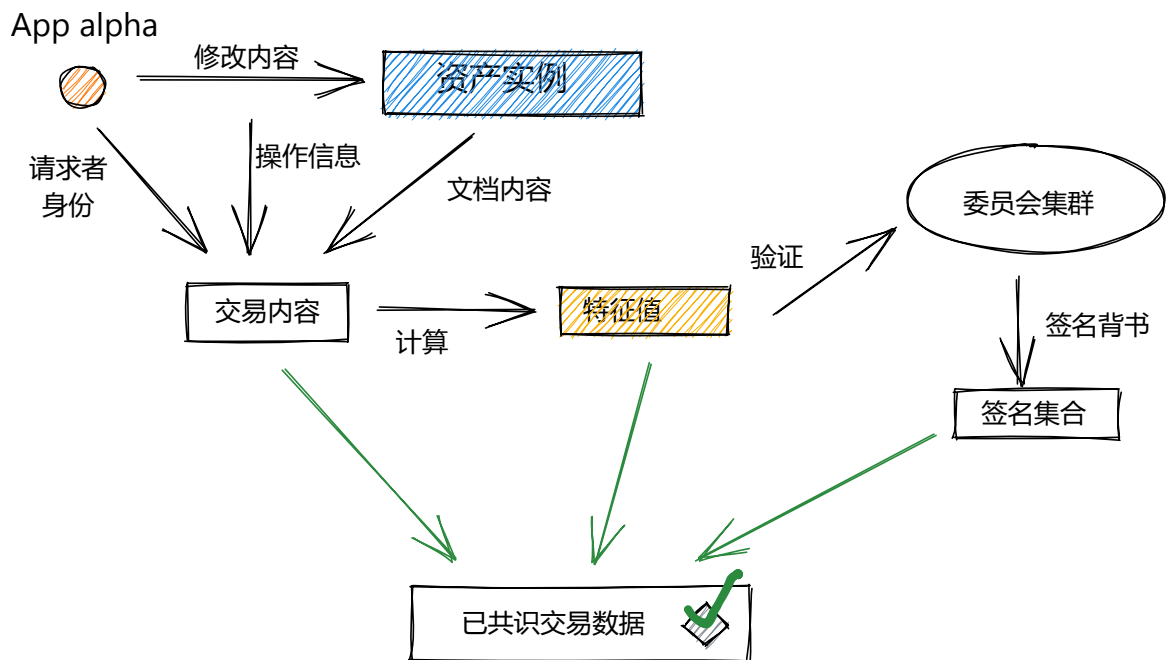 App alpha
修改内容
资产实例
请求者
身份
操作信息
文档内容
委员会集群
验证
交易内容
特征值
计算
签名背书
签名集合
已共识交易数据